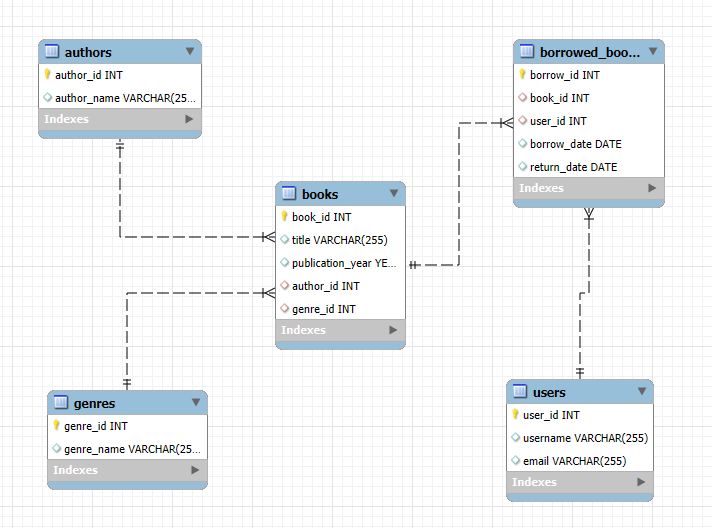 authors
author_id INT
author_name VARCHAR(25...
Indexes
borrowed_boo...
borrow_id INT
book_id INT
user_id INT
borrow_date DATE
return_date DATE
Indexes
books
book_id INT
title VARCHAR(255)
publication_year YE...
author_id INT
genre_id INT
Indexes
genres
genre_id INT
genre_name VARCHAR(25...
Indexes
users
user_id INT
username VARCHAR(255)
email VARCHAR(255)
Indexes